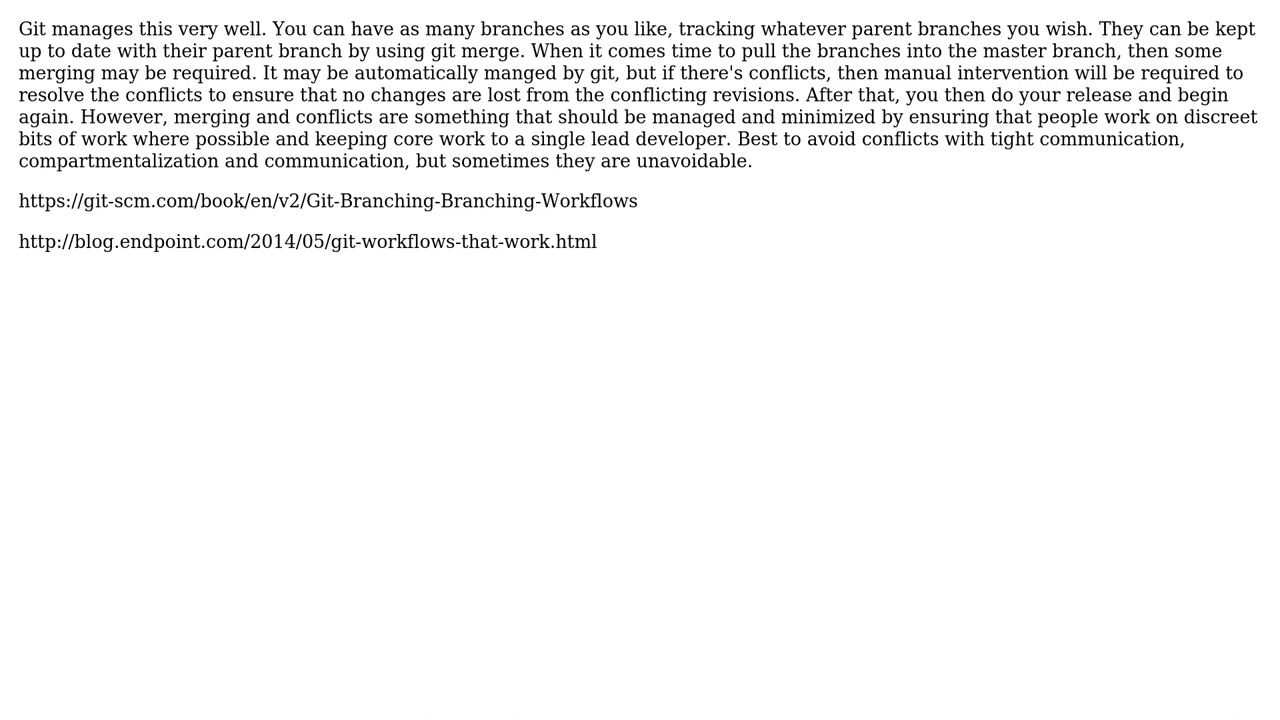 Git manages this very well. You can have as many branches as you like, tracking whatever parent branches you wish. They can be kept
up to date with their parent branch by using git merge. When it comes time to pull the branches into the master branch, then some
merging may be required. It may be automatically manged by git, but if there's conflicts, then manual intervention will be required to
resolve the conflicts to ensure that no changes are lost from the conflicting revisions. After that, you then do your release and begin
again. However, merging and conflicts are something that should be managed and minimized by ensuring that people work on discreet
bits of work where possible and keeping core work to a single lead developer. Best to avoid conflicts with tight communication,
compartmentalization and communication, but sometimes they are unavoidable.
https://git-scm.com/book/en/v2/Git-Branching-Branching-Workflows
http://blog.endpoint.com/2014/05/git-workflows-that-work.html